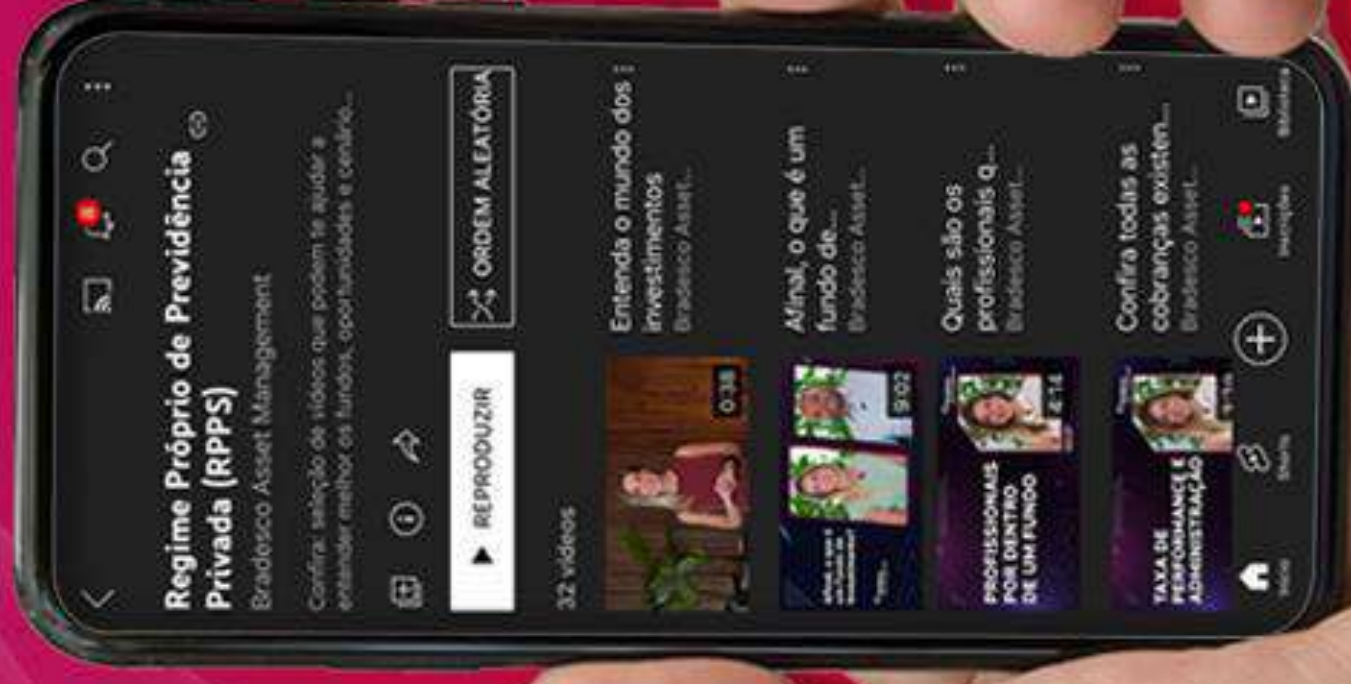 8
Regime Próprio de Previdência
Privada (RPPS)
Bradesco Asset Management
Confira, seleção de vídeos que podem te ajudar a
entender melhor os fundos, oportunidades e cenário...
REPRODUZIR
ORDEM ALEATÓRIA
32 vídeos
0:38
Entenda o mundo dos
investimentos
Bradesco Asset...
9:02
Afinal, o que é um
fundo de...
Bradesco Asset...
PROFISSIONAIS
POR DENTRO
DE UM FUNDO
4:14
Quais são os
profissionais q...
Bradesco Asset...
TAXA DE
PERFORMANCE E
ADMINISTRAÇÃO
Confira todas as
cobranças existen...
Bradesco Asset...
Início
Shorts
Inscrições
Biblioteca